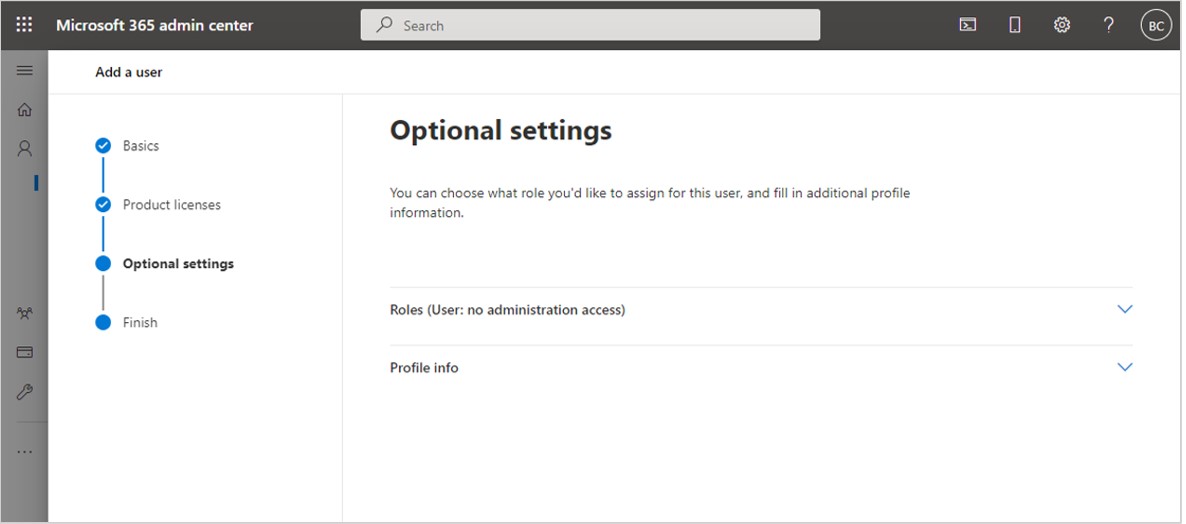 Microsoft 365 admin center
Search
BC
Add a user
Basics
Product licenses
Optional settings
Finish
Optional settings
You can choose what role you'd like to assign for this user, and fill in additional profile
information.
Roles (User: no administration access)
Profile info